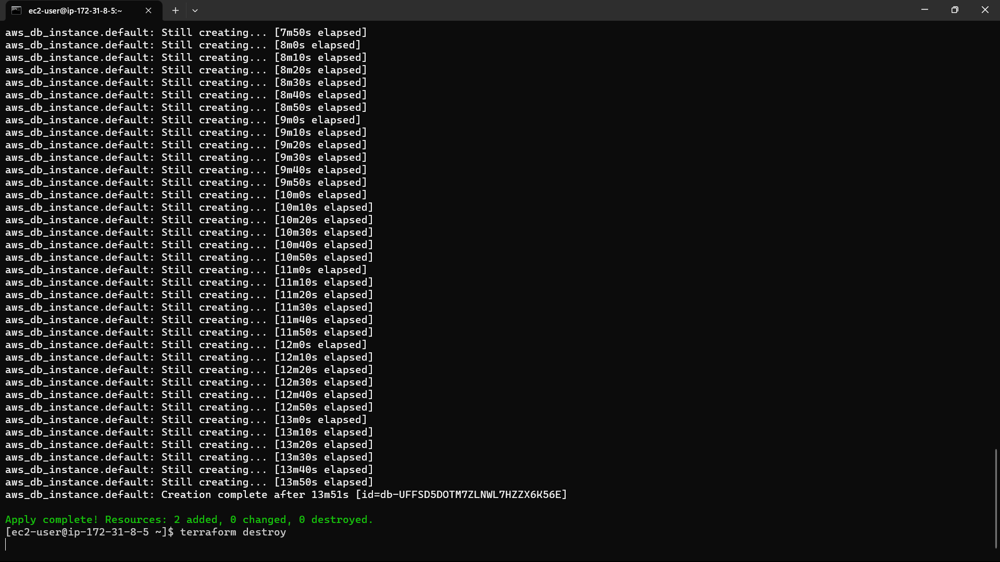 ec2-user@ip-172-31-8-5:~
aws_db_instance.default: Still creating... [7m50s elapsed]
aws_db_instance.default: Still creating... [8m0s elapsed]
aws_db_instance.default: Still creating... [8m10s elapsed]
aws_db_instance.default: Still creating... [8m20s elapsed]
aws_db_instance.default: Still creating... [8m30s elapsed]
aws_db_instance.default: Still creating... [8m40s elapsed]
aws_db_instance.default: Still creating... [8m50s elapsed]
aws_db_instance.default: Still creating... [9m0s elapsed]
aws_db_instance.default: Still creating... [9m10s elapsed]
aws_db_instance.default: Still creating... [9m20s elapsed]
aws_db_instance.default: Still creating... [9m30s elapsed]
aws_db_instance.default: Still creating... [9m40s elapsed]
aws_db_instance.default: Still creating... [9m50s elapsed]
aws_db_instance.default: Still creating... [10m0s elapsed]
aws_db_instance.default: Still creating... [10m10s elapsed]
aws_db_instance.default: Still creating... [10m20s elapsed]
aws_db_instance.default: Still creating... [10m30s elapsed]
aws_db_instance.default: Still creating... [10m40s elapsed]
aws_db_instance.default: Still creating... [10m50s elapsed]
aws_db_instance.default: Still creating... [11m0s elapsed]
aws_db_instance.default: Still creating... [11m10s elapsed]
aws_db_instance.default: Still creating... [11m20s elapsed]
aws_db_instance.default: Still creating... [11m30s elapsed]
aws_db_instance.default: Still creating... [11m40s elapsed]
aws_db_instance.default: Still creating... [11m50s elapsed]
aws_db_instance.default: Still creating... [12m0s elapsed]
aws_db_instance.default: Still creating... [12m10s elapsed]
aws_db_instance.default: Still creating... [12m20s elapsed]
aws_db_instance.default: Still creating... [12m30s elapsed]
aws_db_instance.default: Still creating... [12m40s elapsed]
aws_db_instance.default: Still creating... [12m50s elapsed]
aws_db_instance.default: Still creating... [13m0s elapsed]
aws_db_instance.default: Still creating... [13m10s elapsed]
aws_db_instance.default: Still creating... [13m20s elapsed]
aws_db_instance.default: Still creating... [13m30s elapsed]
aws_db_instance.default: Still creating... [13m40s elapsed]
aws_db_instance.default: Still creating... [13m50s elapsed]
aws_db_instance.default: Creation complete after 13m51s [id=db-UFFSD5DOTM7ZLNWL7HZZX6K56E]
Apply complete! Resources: 2 added, 0 changed, 0 destroyed.
[ec2-user@ip-172-31-8-5 ~]$ terraform destroy